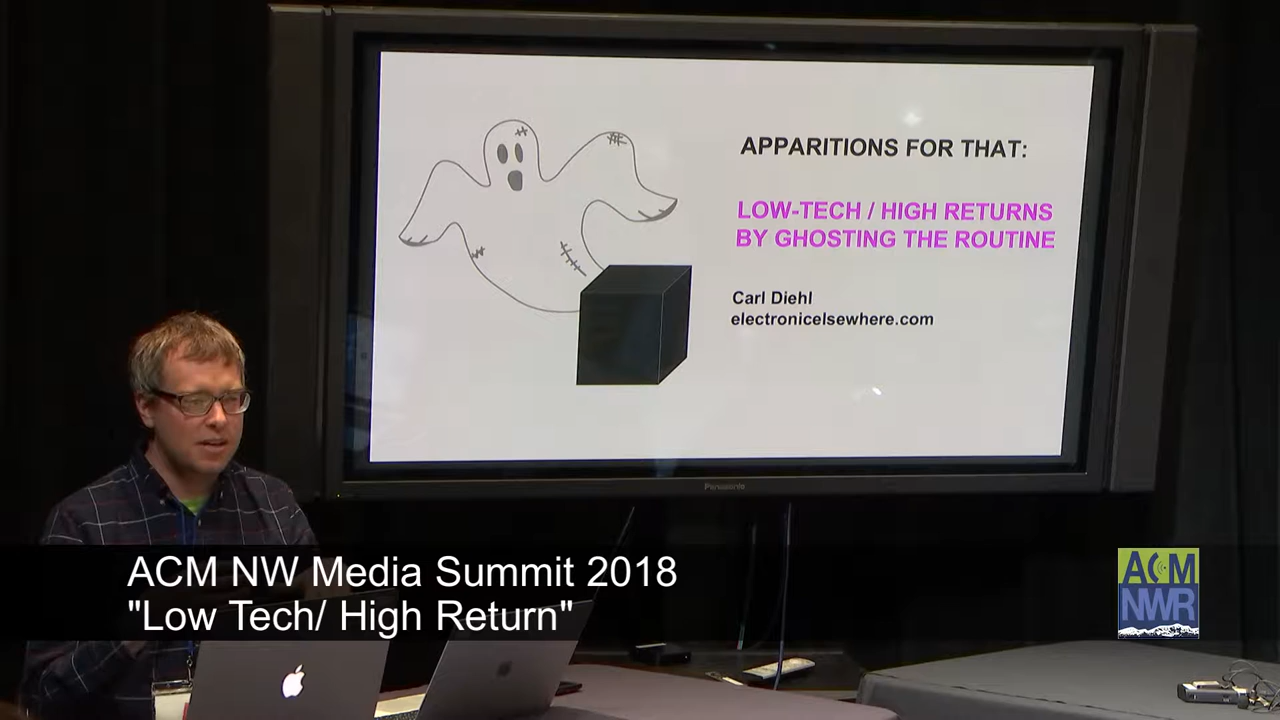 APPARITIONS FOR THAT:
LOW-TECH / HIGH RETURNS
BY GHOSTING THE ROUTINE
Carl Diehl
electronicelsewhere.com
Panasonic
ACM NW Media Summit 2018
"Low Tech/ High Return"
ACM
NWR